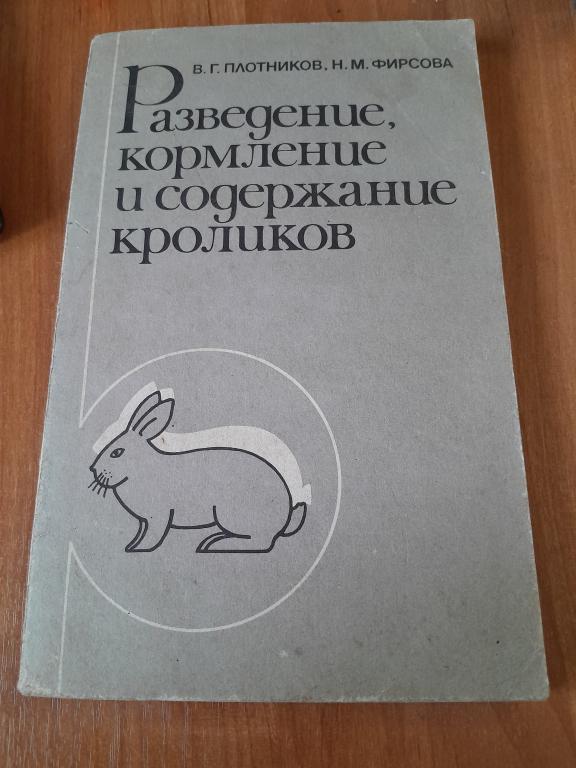 В. Г. ПЛОТНИКОВ, Н. М. ФИРСОВА
Разведение,
кормление
и содержание
кроликов